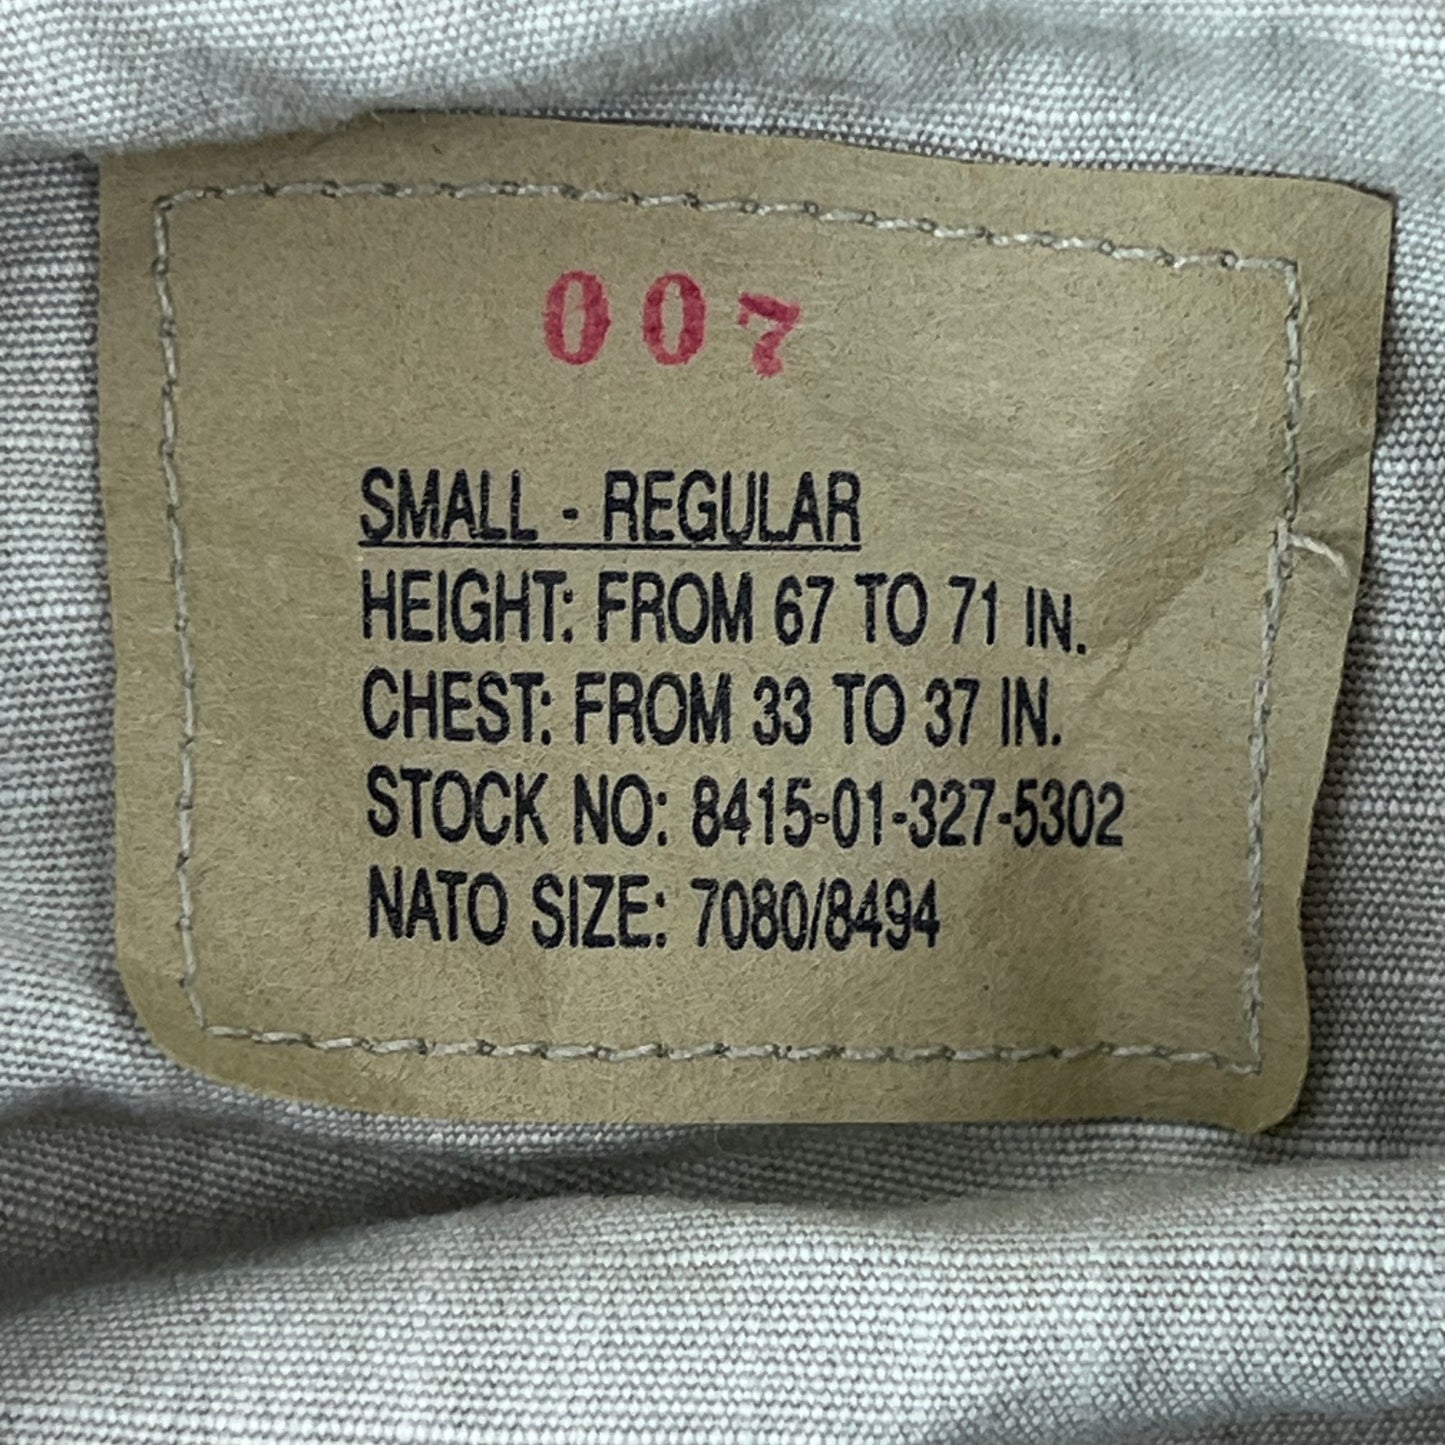 007
SMALL - REGULAR
HEIGHT: FROM 67 TO 71 IN.
CHEST: FROM 33 TO 37 IN.
STOCK NO: 8415-01-327-5302
NATO SIZE: 7080/8494